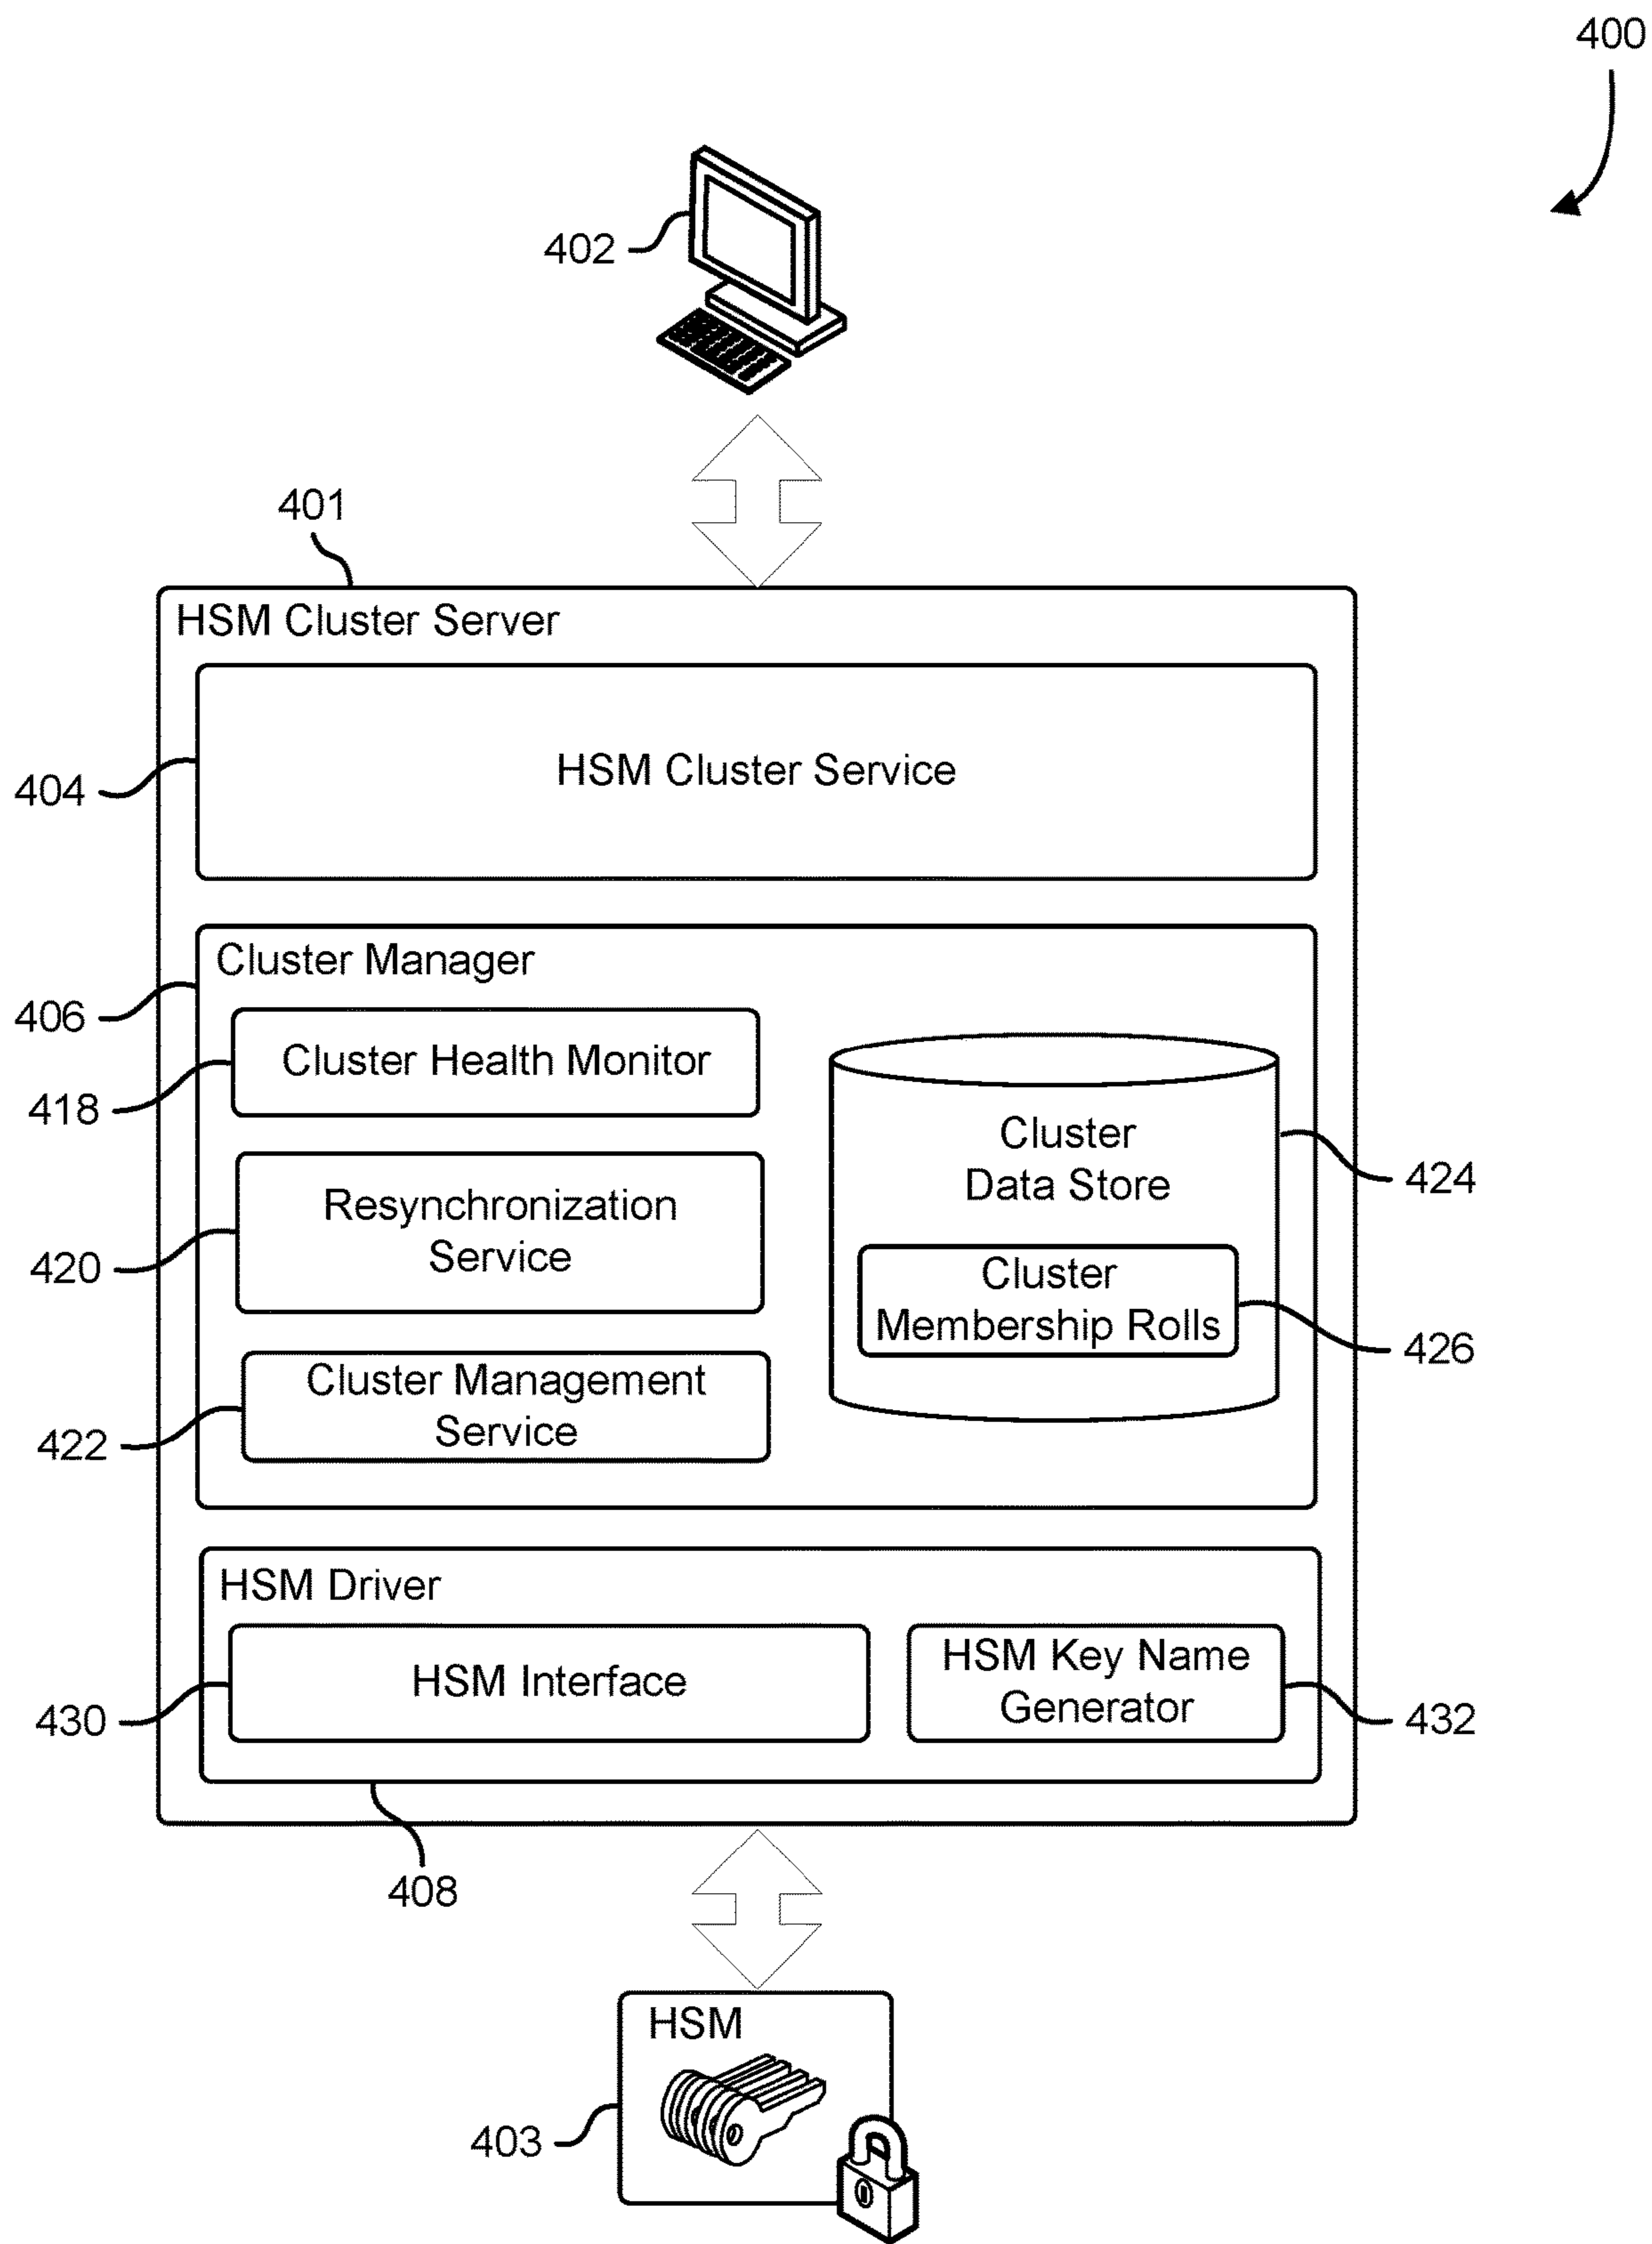 400
402
401
HSM Cluster Server
HSM Cluster Service
404
Cluster Manager
406
Cluster Health Monitor
418
Cluster
Data Store
424
Resynchronization
Service
420
Cluster
Membership Rolls
426
Cluster Management
Service
422
HSM Driver
HSM Interface
430
HSM Key Name
Generator
432
408
HSM
403